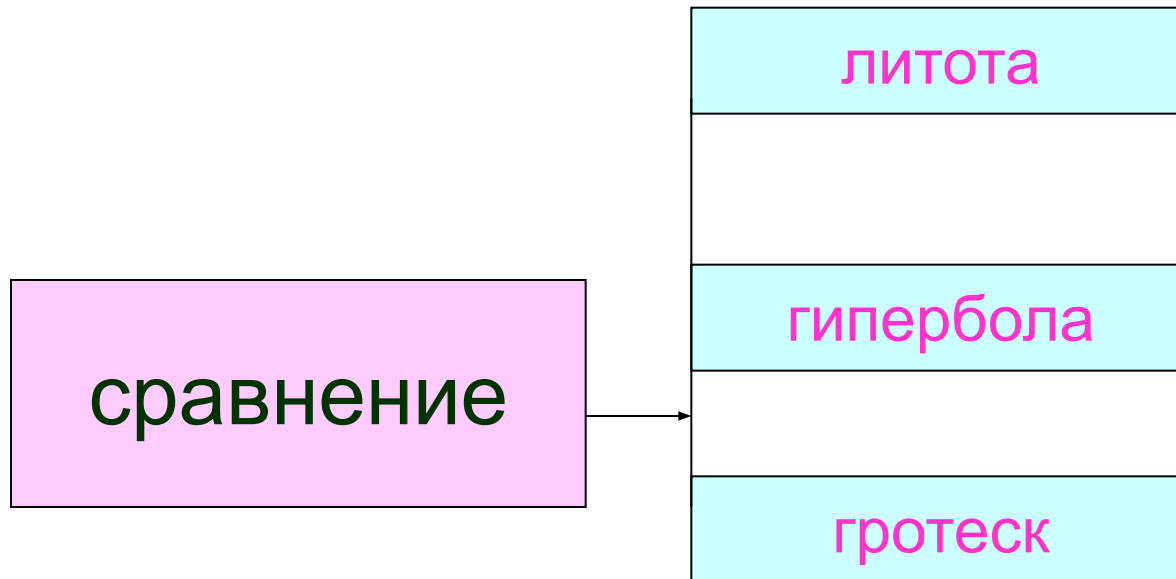 литота
гипербола
сравнение
гротеск